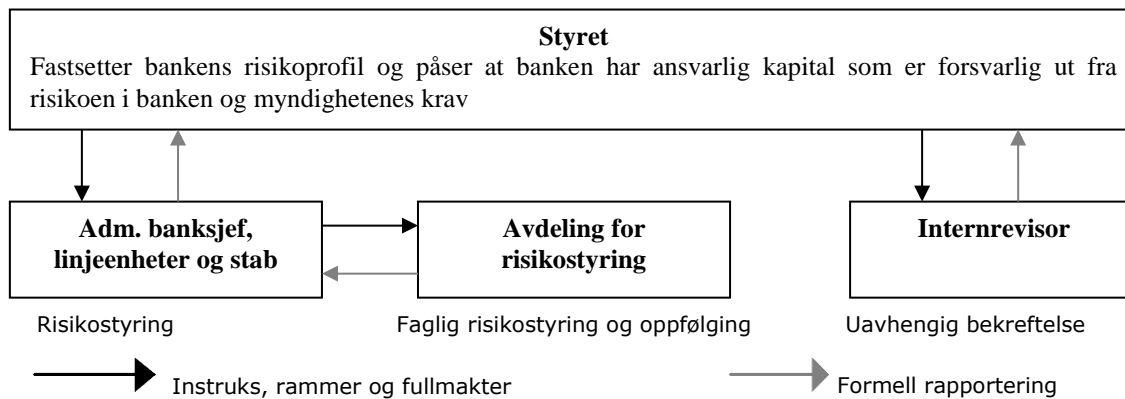 Styret
Fastsetter bankens risikoprofil og påser at banken har ansvarlig kapital som er forsvarlig ut fra
risikoen i banken og myndighetenes krav
Adm. banksjef,
linjeenheter og stab
Avdeling for
risikostyring
Internrevisor
Risikostyring
Faglig risikostyring og oppfølging
Uavhengig bekreftelse
Instruks, rammer og fullmakter
Formell rapportering